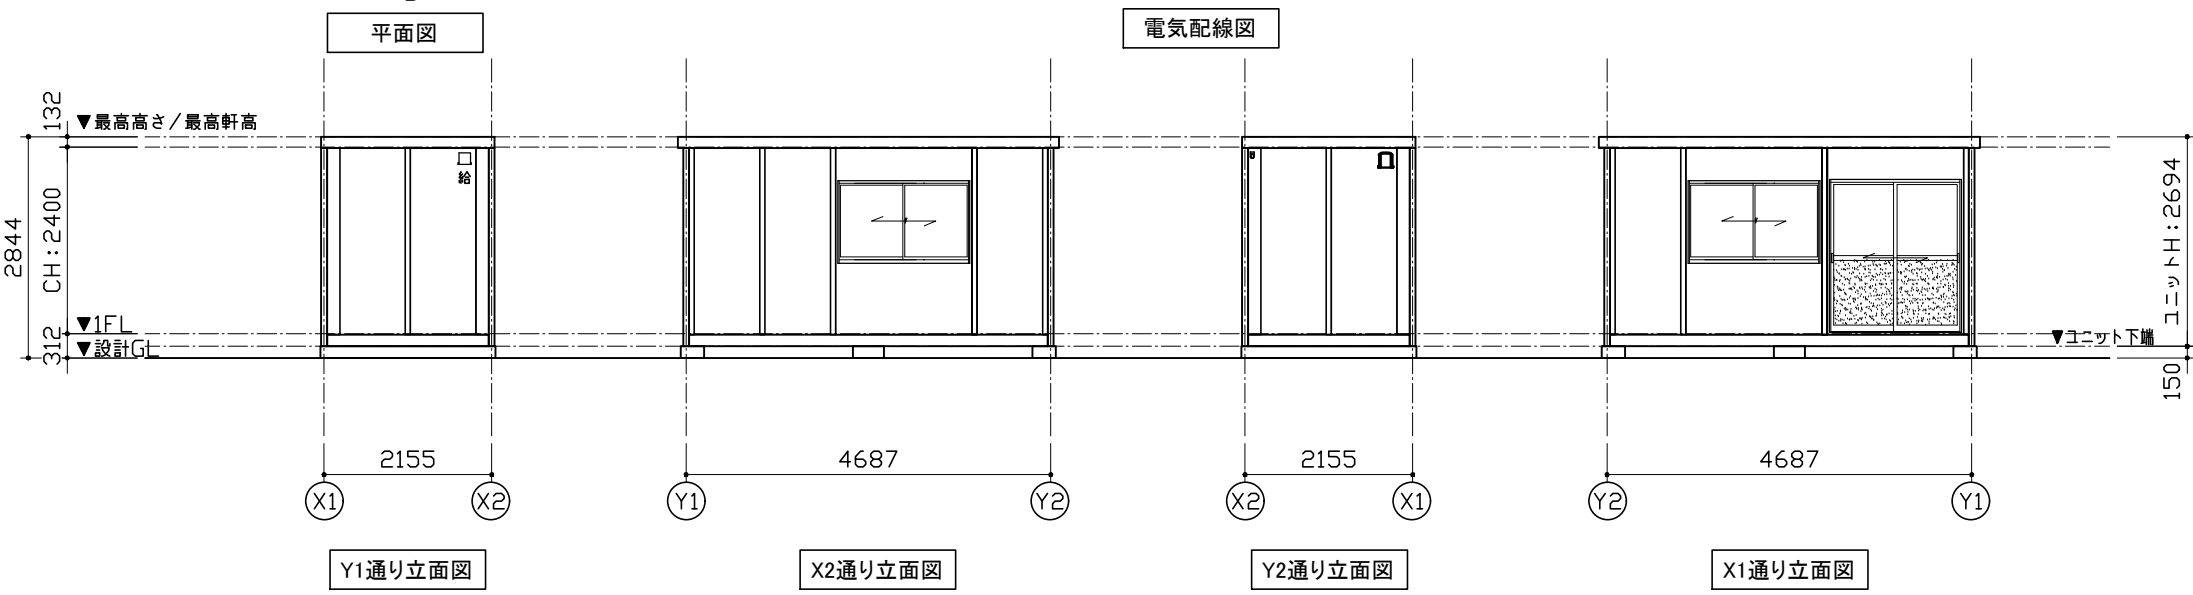 平面図
電気配線図
132
▼最高高さ/最高軒高
給
2844
CH:2400
ユニットH:2694
▼1FL
312
▼設計GL
▼ユニット下端
150
2155
4687
2155
4687
X1
X2
Y1
Y2
X2
X1
Y2
Y1
Y1通り立面図
X2通り立面図
Y2通り立面図
X1通り立面図